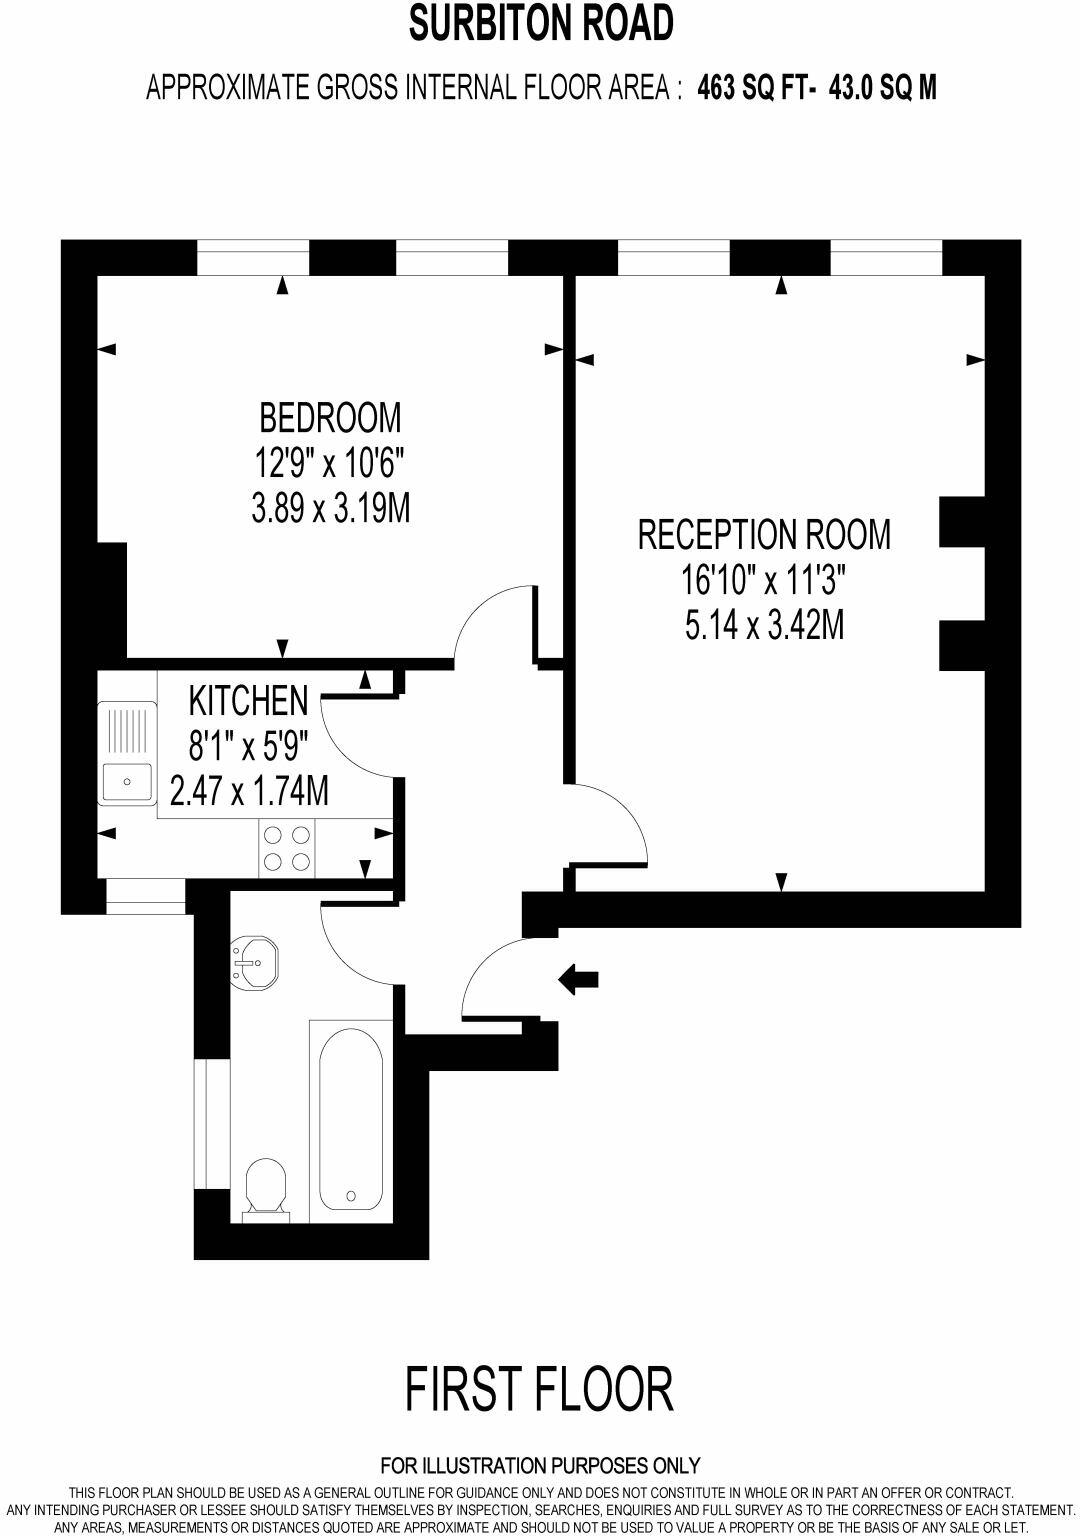 SURBITON ROAD
APPROXIMATE GROSS INTERNAL FLOOR AREA : 463 SQ FT- 43.0 SQ M
BEDROOM
12'9" x 10'6"
3.89 x 3.19M
RECEPTION ROOM
16'10" x 11'3"
5.14 x 3.42M
KITCHEN
8'1" x 5'9"
2.47 x 1.74M
FIRST FLOOR
FOR ILLUSTRATION PURPOSES ONLY
THIS FLOOR PLAN SHOULD BE USED AS A GENERAL OUTLINE FOR GUIDANCE ONLY AND DOES NOT CONSTITUTE IN WHOLE OR IN PART AN OFFER OR CONTRACT.
ANY INTENDING PURCHASER OR LESSEE SHOULD SATISFY THEMSELVES BY INSPECTION, SEARCHES, ENQUIRIES AND FULL SURVEY AS TO THE CORRECTNESS OF EACH STATEMENT.
ANY AREAS, MEASUREMENTS OR DISTANCES QUOTED ARE APPROXIMATE AND SHOULD NOT BE USED TO VALUE A PROPERTY OR BE THE BASIS OF ANY SALE OR LET.